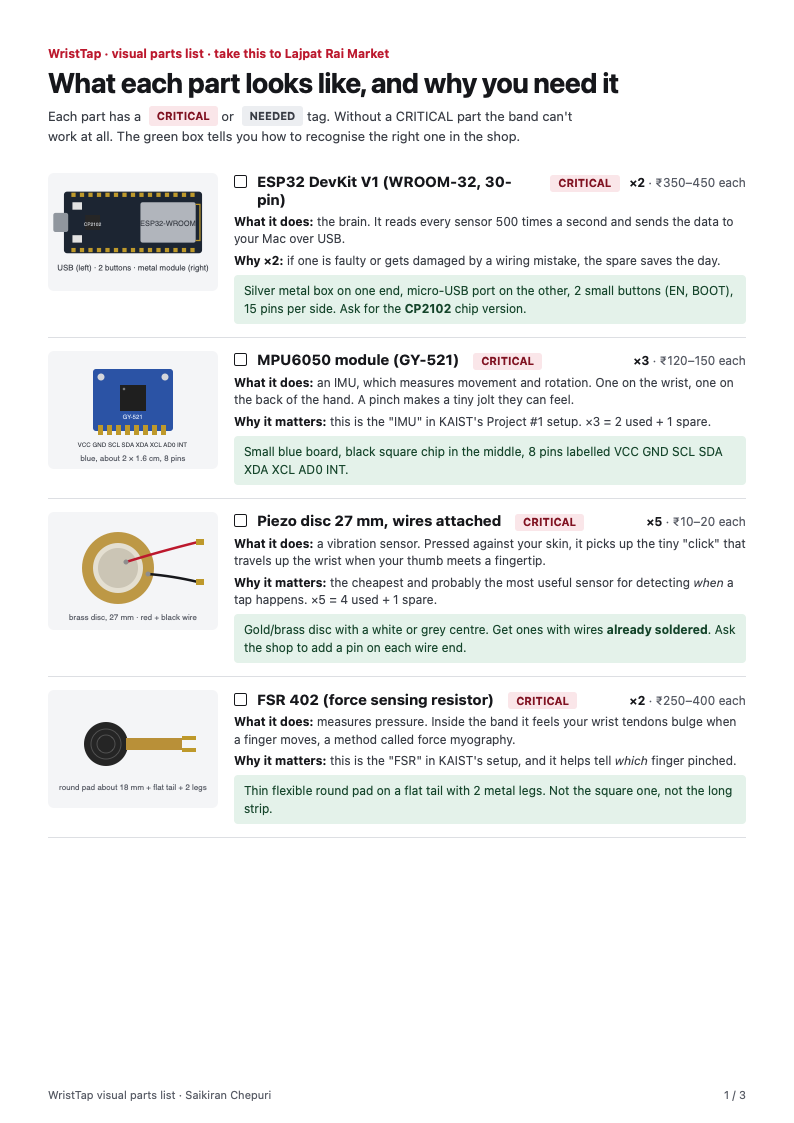 WristTap · visual parts list · take this to Lajpat Rai Market
What each part looks like, and why you need it
Each part has a CRITICAL or NEEDED tag. Without a CRITICAL part the band can't
work at all. The green box tells you how to recognise the right one in the shop.
CP2102
ESP32-WROOM
USB (left) · 2 buttons · metal module (right)
ESP32 DevKit V1 (WROOM-32, 30-
pin)
CRITICAL ×2 · ₹350–450 each
What it does: the brain. It reads every sensor 500 times a second and sends the data to
your Mac over USB.
Why ×2: if one is faulty or gets damaged by a wiring mistake, the spare saves the day.
Silver metal box on one end, micro-USB port on the other, 2 small buttons (EN, BOOT),
15 pins per side. Ask for the CP2102 chip version.
GY-521
VCC GND SCL SDA XDA XCL AD0 INT
blue, about 2 × 1.6 cm, 8 pins
MPU6050 module (GY-521) CRITICAL ×3 · ₹120–150 each
What it does: an IMU, which measures movement and rotation. One on the wrist, one on
the back of the hand. A pinch makes a tiny jolt they can feel.
Why it matters: this is the "IMU" in KAIST's Project #1 setup. ×3 = 2 used + 1 spare.
Small blue board, black square chip in the middle, 8 pins labelled VCC GND SCL SDA
XDA XCL AD0 INT.
brass disc, 27 mm · red + black wire
Piezo disc 27 mm, wires attached CRITICAL ×5 · ₹10–20 each
What it does: a vibration sensor. Pressed against your skin, it picks up the tiny "click" that
travels up the wrist when your thumb meets a fingertip.
Why it matters: the cheapest and probably the most useful sensor for detecting when a
tap happens. ×5 = 4 used + 1 spare.
Gold/brass disc with a white or grey centre. Get ones with wires already soldered. Ask
the shop to add a pin on each wire end.
round pad about 18 mm + flat tail + 2 legs
FSR 402 (force sensing resistor) CRITICAL ×2 · ₹250–400 each
What it does: measures pressure. Inside the band it feels your wrist tendons bulge when
a finger moves, a method called force myography.
Why it matters: this is the "FSR" in KAIST's setup, and it helps tell which finger pinched.
Thin flexible round pad on a flat tail with 2 metal legs. Not the square one, not the long
strip.
WristTap visual parts list · Saikiran Chepuri
1 / 3